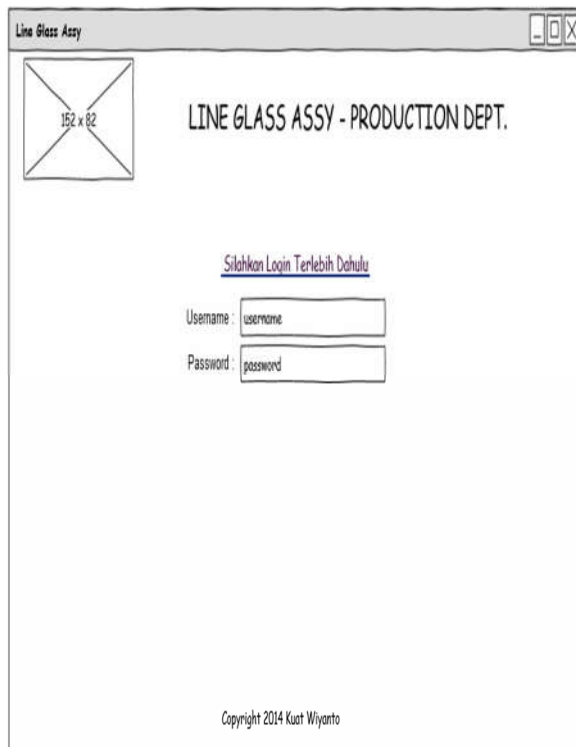 Line Glass Assy
152 x 82
LINE GLASS ASSY - PRODUCTION DEPT.
Silahkan Login Terlebih Dahulu
Username : username
Password : password
Copyright 2014 Kuat Wiyanto